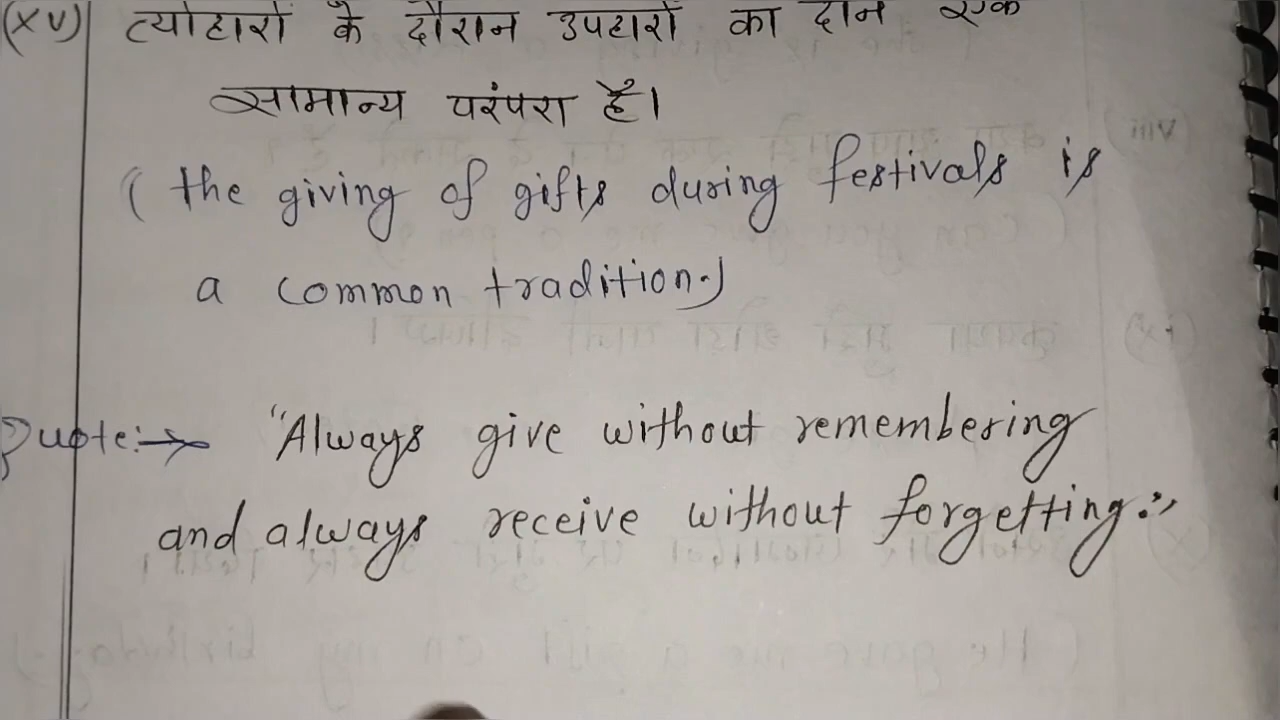 (xv) त्योहारों के दौरान उपहारों का दान एक
सामान्य परंपरा है।
( the giving of gifts during festivals is
a common tradition.)
Quote:→ "Always give without remembering
and always receive without forgetting."